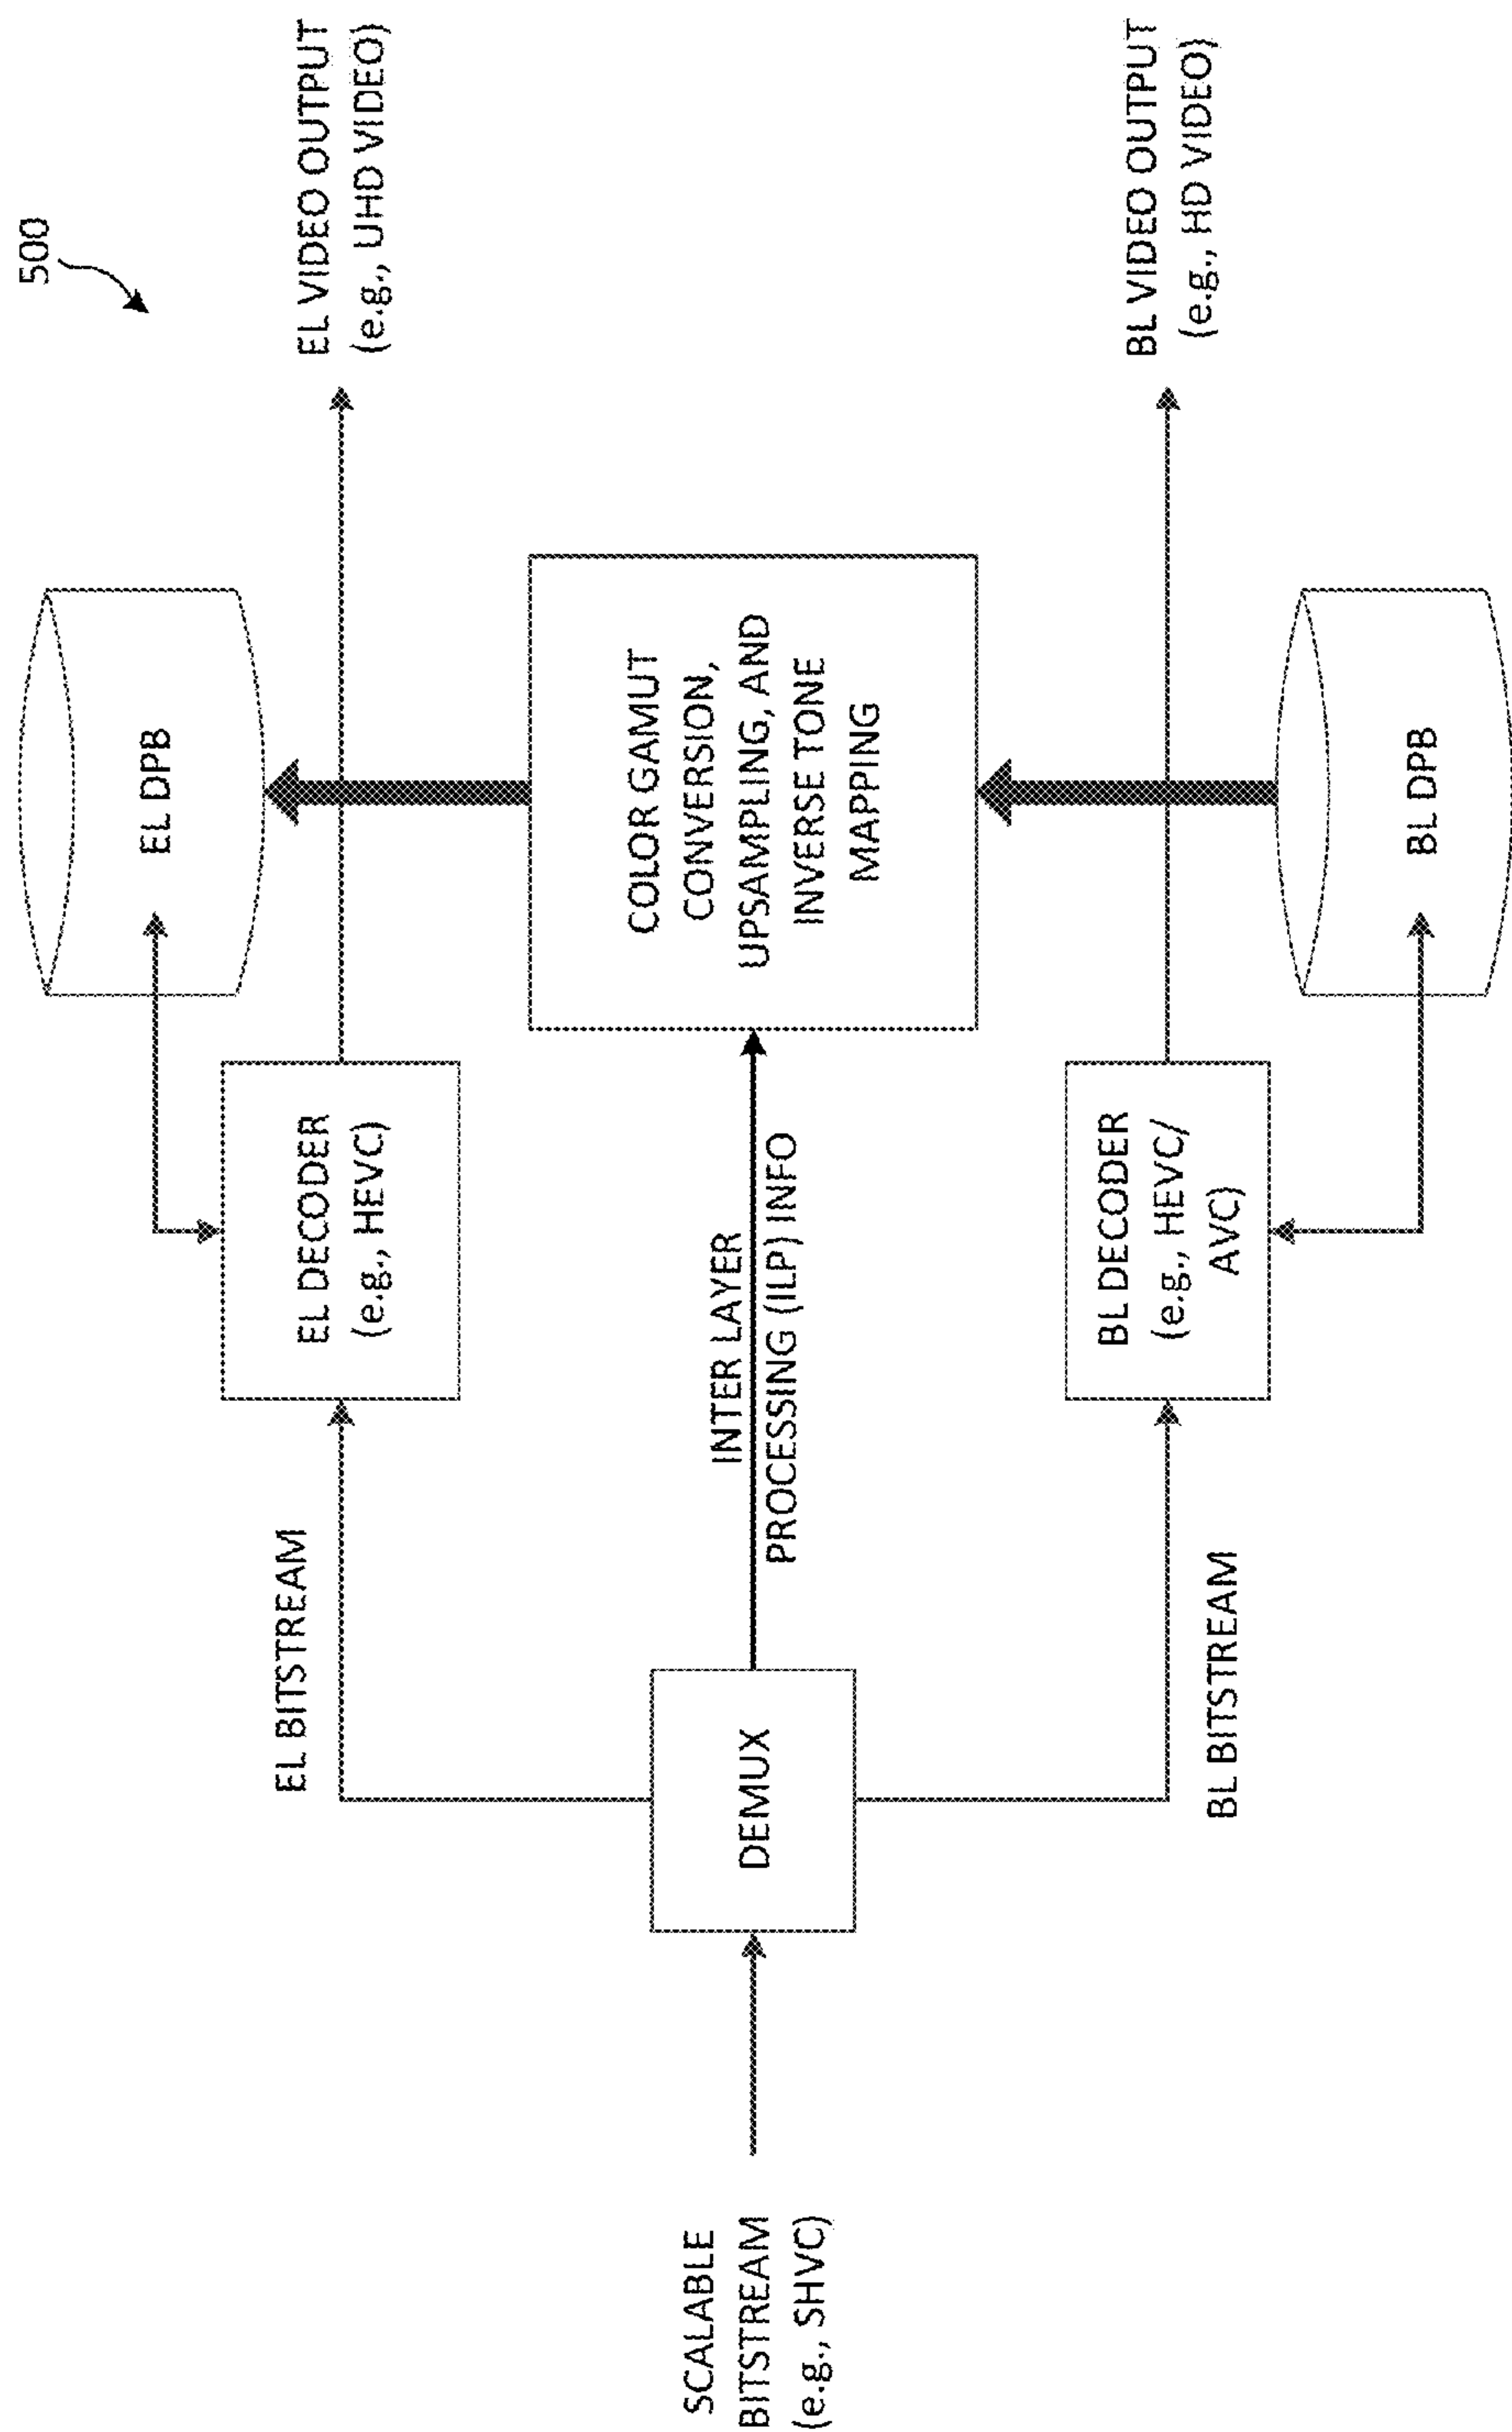 500
EL DPB
EL DECODER
(e.g., HEVC)
EL VIDEO OUTPUT
(e.g., UHD VIDEO)
EL BITSTREAM
SCALABLE
BITSTREAM
(e.g., SHVC)
DEMUX
INTER LAYER
PROCESSING (ILP) INFO
COLOR GAMUT
CONVERSION,
UPSAMPLING, AND
INVERSE TONE
MAPPING
BL BITSTREAM
BL DECODER
(e.g., HEVC/
AVC)
BL VIDEO OUTPUT
(e.g., HD VIDEO)
BL DPB